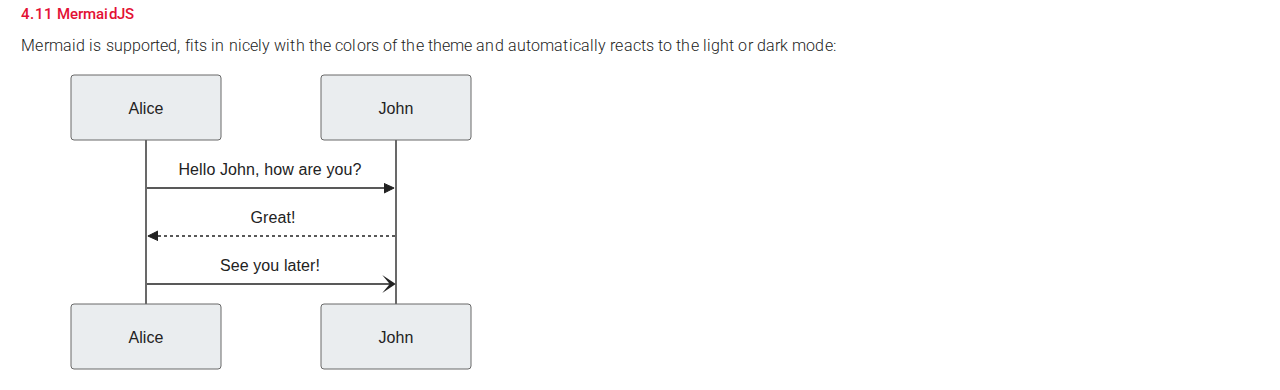 4.11 MermaidJS
Mermaid is supported, fits in nicely with the colors of the theme and automatically reacts to the light or dark mode:
Alice
John
Hello John, how are you?
Great!
See you later!
Alice
John